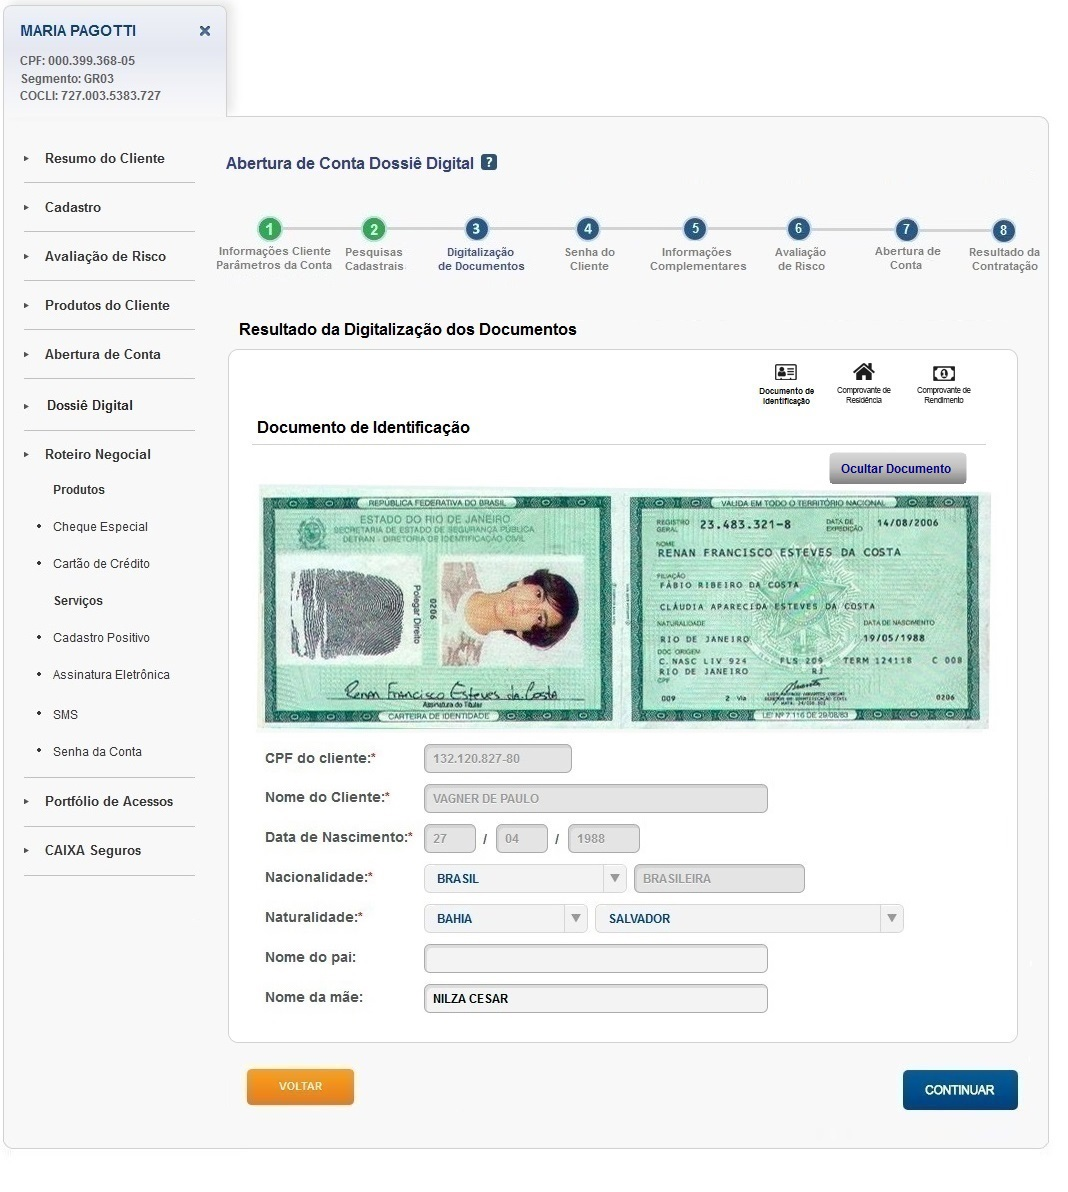 MARIA PAGOTTI
CPF: 000.399.368-05
Segmento: GR03
COCLI: 727.003.5383.727
Resumo do Cliente
Cadastro
Avaliação de Risco
Produtos do Cliente
Abertura de Conta
Dossiê Digital
Roteiro Negocial
Produtos
Cheque Especial
Cartão de Crédito
Serviços
Cadastro Positivo
Assinatura Eletrônica
SMS
Senha da Conta
Portfólio de Acessos
CAIXA Seguros
Abertura de Conta Dossiê Digital ?
1 2 3 4 5 6 7 8
Informações Cliente
Parâmetros da Conta
Pesquisas
Cadastrais
Digitalização
de Documentos
Senha do
Cliente
Informações
Complementares
Avaliação
de Risco
Abertura de
Conta
Resultado da
Contratação
Resultado da Digitalização dos Documentos
Documento de
Identificação
Comprovante de
Residência
Comprovante de
Rendimento
Documento de Identificação
Ocultar Documento
REPÚBLICA FEDERATIVA DO BRASIL
ESTADO DO RIO DE JANEIRO
SECRETARIA DE ESTADO DE SEGURANÇA PÚBLICA
DETRAN - DIRETORIA DE IDENTIFICAÇÃO CIVIL
Polegar Direito
0206
Renan Francisco Esteves da Costa
Assinatura do Titular
CARTEIRA DE IDENTIDADE
VÁLIDA EM TODO O TERRITÓRIO NACIONAL
REGISTRO GERAL 23.483.321-8 DATA DE EXPEDIÇÃO 14/08/2006
NOME
RENAN FRANCISCO ESTEVES DA COSTA
FILIAÇÃO
FÁBIO RIBEIRO DA COSTA
CLÁUDIA APARECIDA ESTEVES DA COSTA
NATURALIDADE DATA DE NASCIMENTO
RIO DE JANEIRO 19/05/1988
DOC ORIGEM
C. NASC LIV 924 FLS 209 TERM 124118 C 008
RIO DE JANEIRO RJ
CPF
009 2 Via 0206
LEI Nº 7.116 DE 29/08/83
CPF do cliente:* 132.120.827-80
Nome do Cliente:* VAGNER DE PAULO
Data de Nascimento:* 27 / 04 / 1988
Nacionalidade:* BRASIL BRASILEIRA
Naturalidade:* BAHIA SALVADOR
Nome do pai:
Nome da mãe: NILZA CESAR
VOLTAR
CONTINUAR